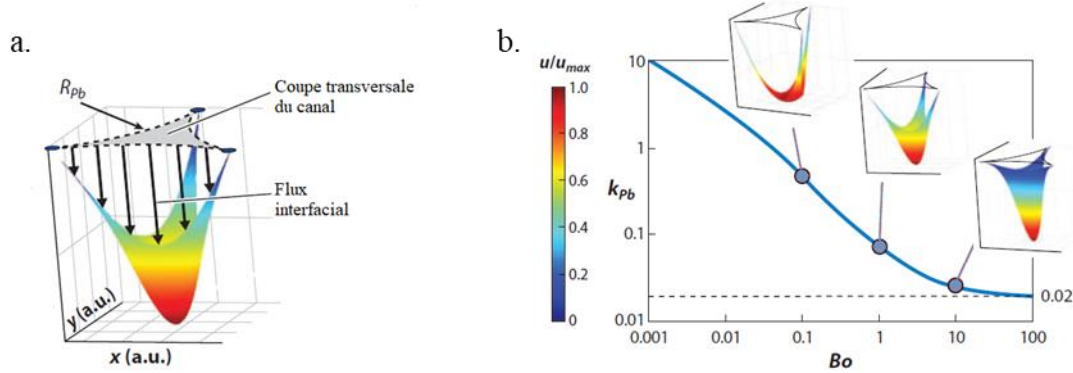 a.
R_Pb
Coupe transversale
du canal
Flux
interfacial
y (a.u.)
x (a.u.)
b.
u/u_max
1.0
0.8
0.6
0.4
0.2
0
10
1
k_Pb
0.1
0.01
0.02
0.001
0.01
0.1
1
10
100
Bo